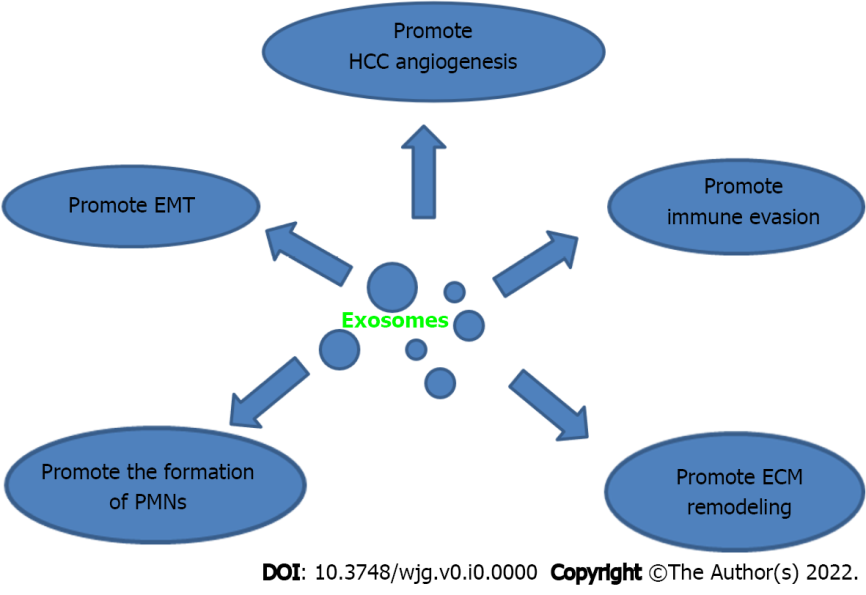 Promote
HCC angiogenesis
Promote EMT
Promote
immune evasion
Exosomes
Promote the formation
of PMNs
Promote ECM
remodeling
DOI: 10.3748/wjg.v0.i0.0000 Copyright ©The Author(s) 2022.